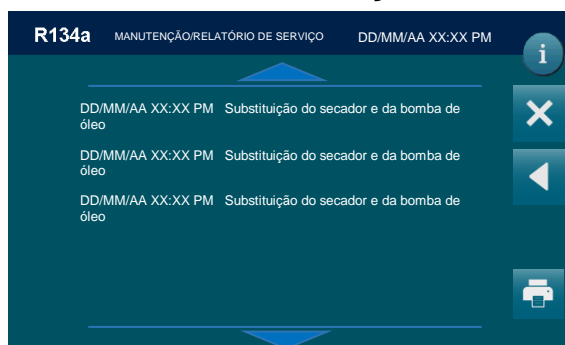 R134a MANUTENÇÃO/RELATÓRIO DE SERVIÇO DD/MM/AA XX:XX PM
i
DD/MM/AA XX:XX PM Substituição do secador e da bomba de
óleo
DD/MM/AA XX:XX PM Substituição do secador e da bomba de
óleo
DD/MM/AA XX:XX PM Substituição do secador e da bomba de
óleo